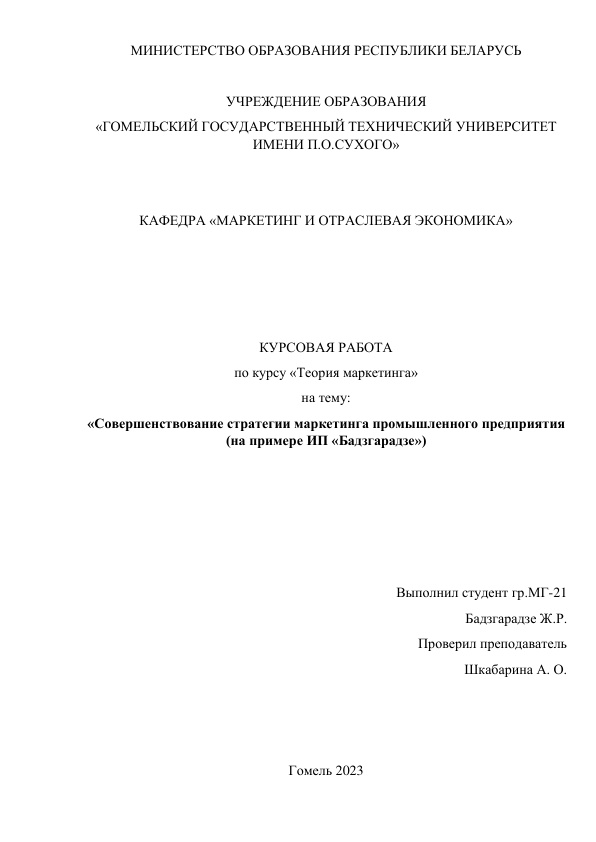 МИНИСТЕРСТВО ОБРАЗОВАНИЯ РЕСПУБЛИКИ БЕЛАРУСЬ
УЧРЕЖДЕНИЕ ОБРАЗОВАНИЯ
«ГОМЕЛЬСКИЙ ГОСУДАРСТВЕННЫЙ ТЕХНИЧЕСКИЙ УНИВЕРСИТЕТ
ИМЕНИ П.О.СУХОГО»
КАФЕДРА «МАРКЕТИНГ И ОТРАСЛЕВАЯ ЭКОНОМИКА»
КУРСОВАЯ РАБОТА
по курсу «Теория маркетинга»
на тему:
«Совершенствование стратегии маркетинга промышленного предприятия
(на примере ИП «Бадзгарадзе»)
Выполнил студент гр.МГ-21
Бадзгарадзе Ж.Р.
Проверил преподаватель
Шкабарина А. О.
Гомель 2023